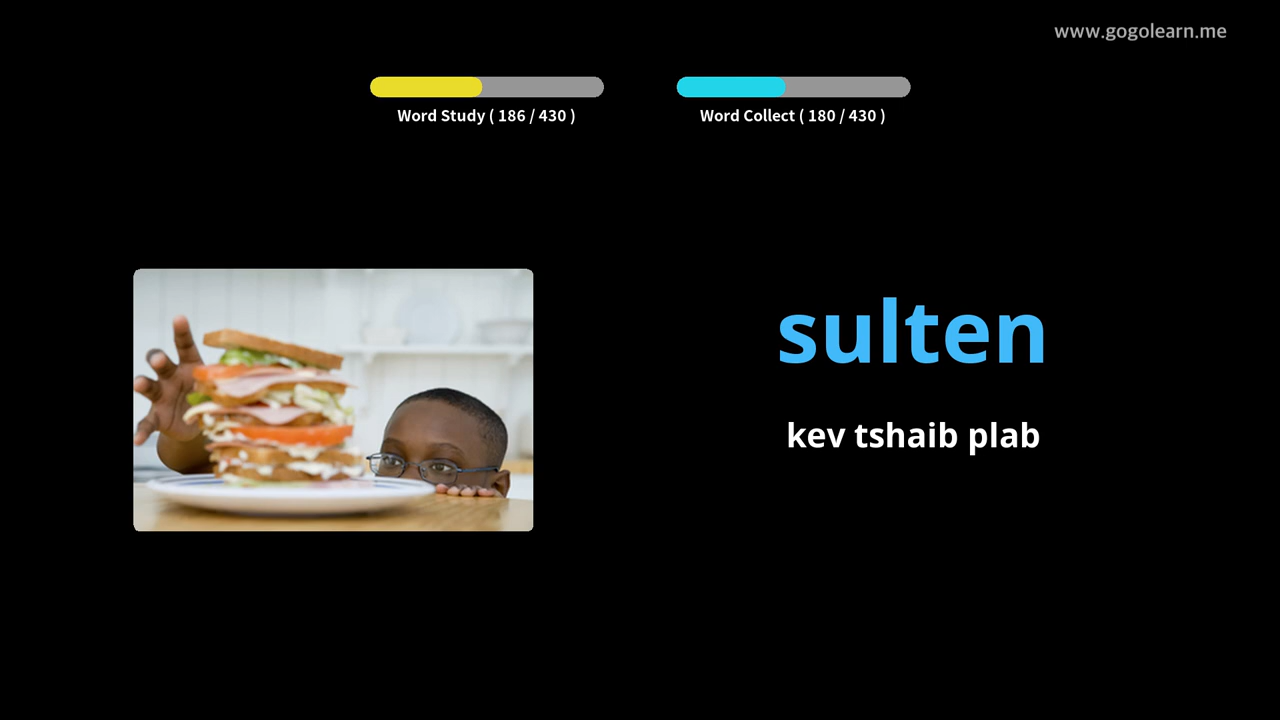 www.gogolearn.me
Word Study ( 186 / 430 )
Word Collect ( 180 / 430 )
sulten
kev tshaib plab